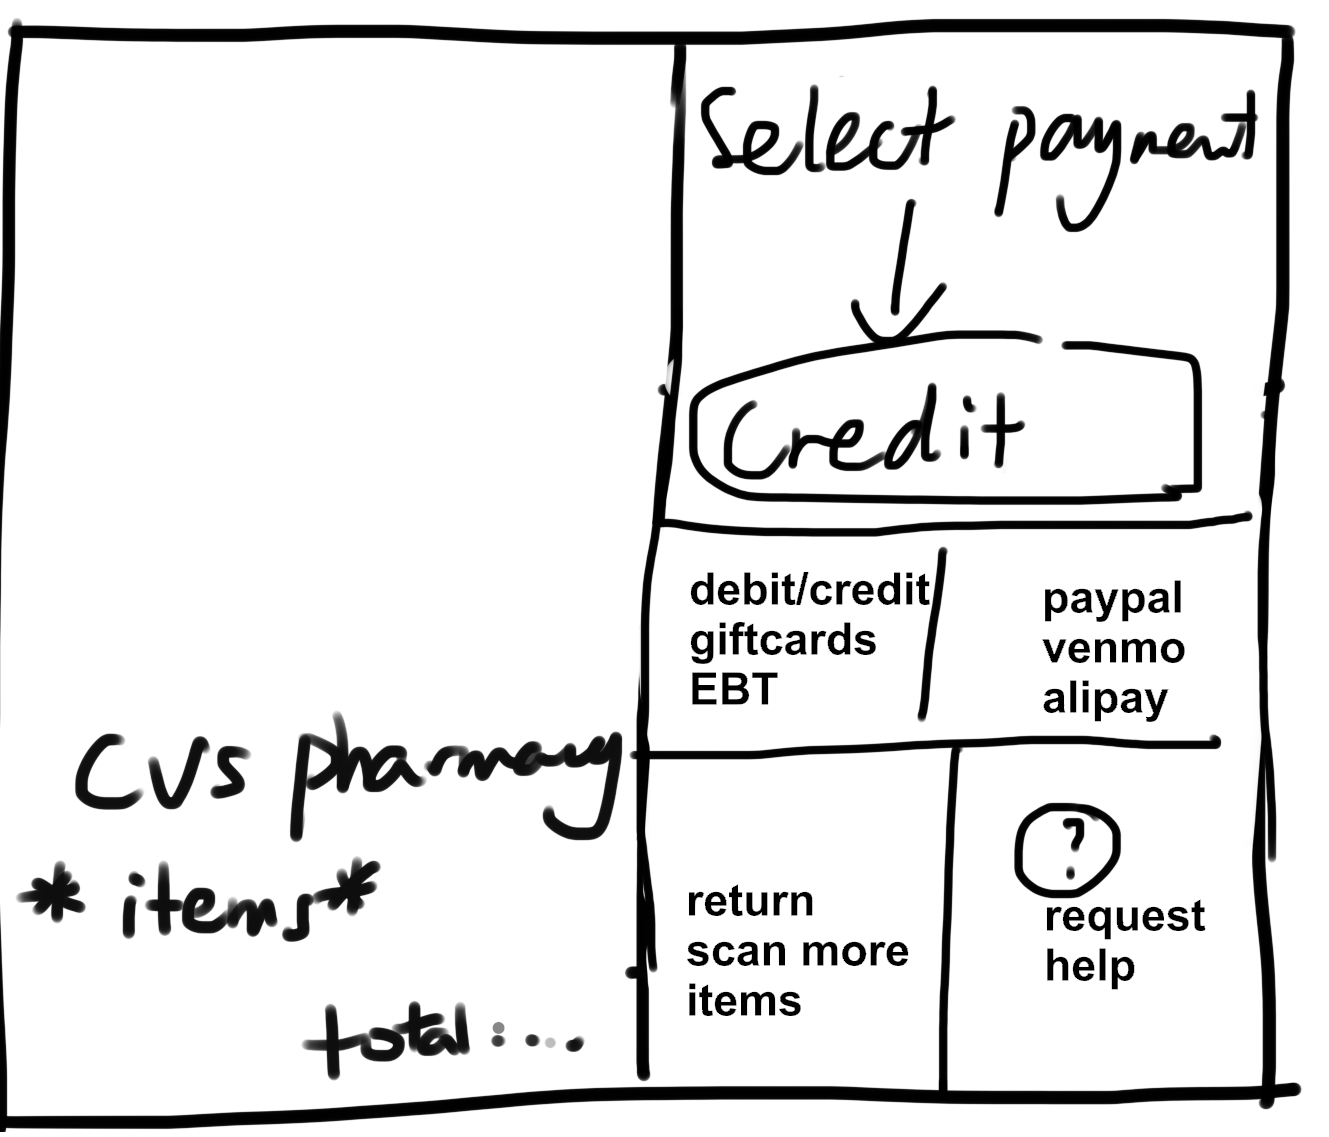 Select payment
Credit
debit/credit
giftcards
EBT
paypal
venmo
alipay
CVS pharmacy
* items *
total : ...
return
scan more
items
?
request
help